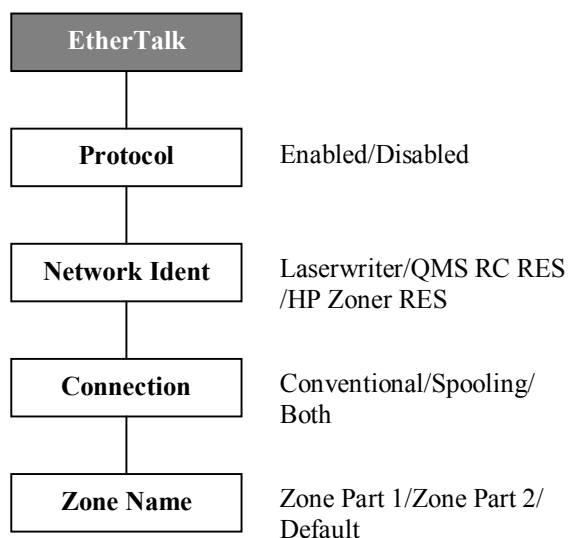 EtherTalk
Protocol
Enabled/Disabled
Network Ident
Laserwriter/QMS RC RES
/HP Zoner RES
Connection
Conventional/Spooling/
Both
Zone Name
Zone Part 1/Zone Part 2/
Default